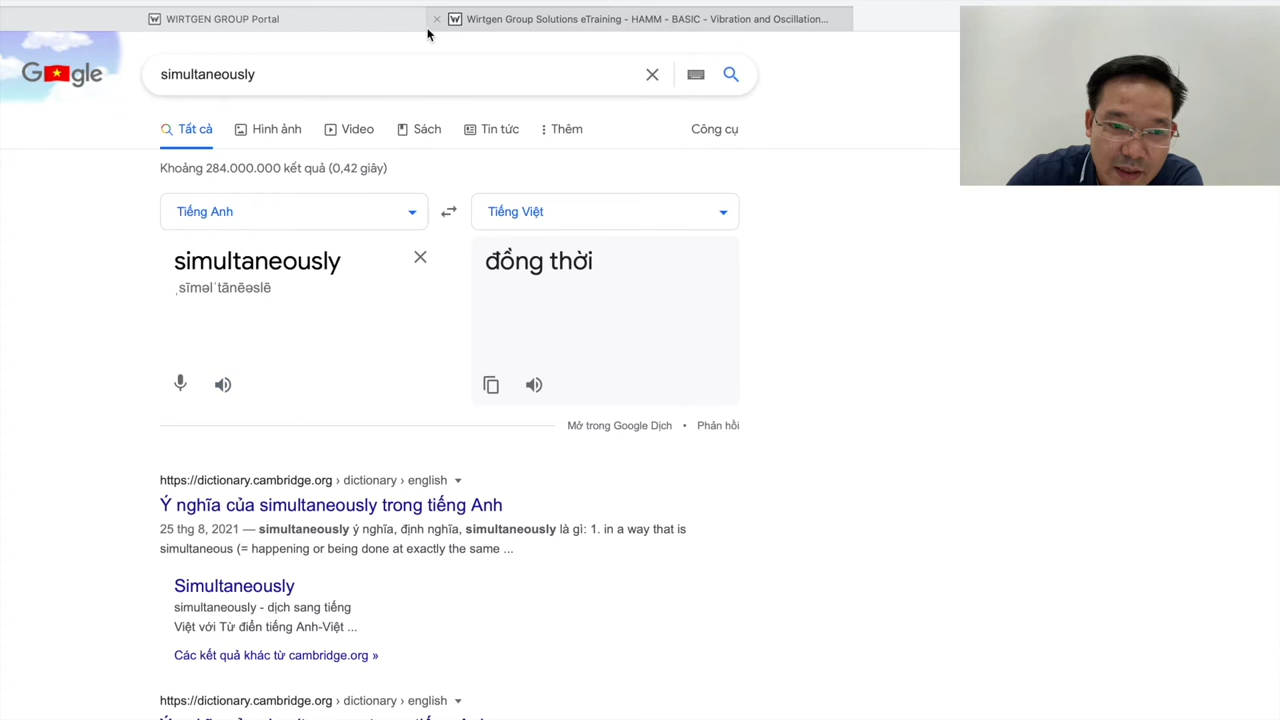 WIRTGEN GROUP Portal
Wirtgen Group Solutions eTraining - HAMM - BASIC - Vibration and Oscillation...
Google
simultaneously
Tất cả Hình ảnh Video Sách Tin tức Thêm Công cụ
Khoảng 284.000.000 kết quả (0,42 giây)
Tiếng Anh Tiếng Việt
simultaneously đồng thời
ˌsīməlˈtānēəslē
Mở trong Google Dịch • Phản hồi
https://dictionary.cambridge.org › dictionary › english
Ý nghĩa của simultaneously trong tiếng Anh
25 thg 8, 2021 — simultaneously ý nghĩa, định nghĩa, simultaneously là gì: 1. in a way that is
simultaneous (= happening or being done at exactly the same ...
Simultaneously
simultaneously - dịch sang tiếng
Việt với Từ điển tiếng Anh-Việt ...
Các kết quả khác từ cambridge.org »
https://dictionary.cambridge.org › dictionary › english